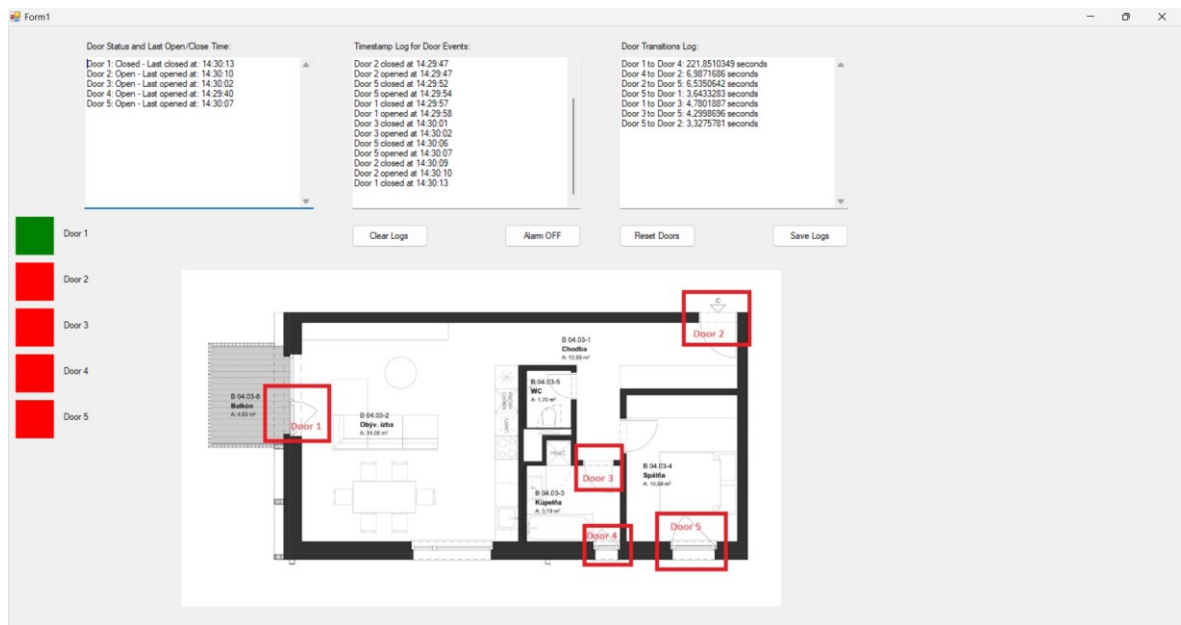 Form1
Door Status and Last Open/Close Time:
Door 1: Closed - Last closed at: 14:30:13
Door 2: Open - Last opened at: 14:30:10
Door 3: Open - Last opened at: 14:30:02
Door 4: Open - Last opened at: 14:29:40
Door 5: Open - Last opened at: 14:30:07
Timestamp Log for Door Events:
Door 2 closed at 14:29:47
Door 2 opened at 14:29:47
Door 5 closed at 14:29:52
Door 5 opened at 14:29:54
Door 1 closed at 14:29:57
Door 1 opened at 14:29:58
Door 3 closed at 14:30:01
Door 3 opened at 14:30:02
Door 5 closed at 14:30:06
Door 5 opened at 14:30:07
Door 2 closed at 14:30:09
Door 2 opened at 14:30:10
Door 1 closed at 14:30:13
Door Transitions Log:
Door 1 to Door 4: 221,8510349 seconds
Door 4 to Door 2: 6,9871686 seconds
Door 2 to Door 5: 6,5350642 seconds
Door 5 to Door 1: 3,6433283 seconds
Door 1 to Door 3: 4,7801887 seconds
Door 3 to Door 5: 4,2998696 seconds
Door 5 to Door 2: 3,3275781 seconds
Clear Logs
Alarm OFF
Reset Doors
Save Logs
Door 1
Door 2
Door 3
Door 4
Door 5
C
Door 2
B 04.03-1
Chodba
B 04.03-5
WC
B 04.03-6
Balkón
Door 1
B 04.03-2
Obýv. izba
PRAČ.
Door 3
B 04.03-4
Spálňa
B 04.03-3
Kúpeľňa
Door 4
Door 5